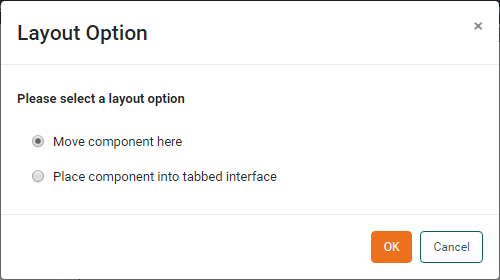 Layout Option
×
Please select a layout option
Move component here
Place component into tabbed interface
OK
Cancel